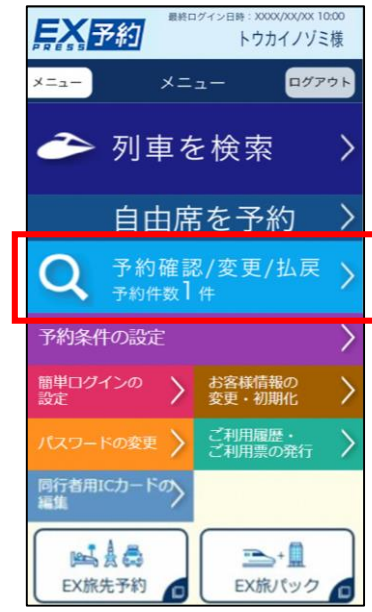 最終ログイン日時：XXXX/XX/XX 10:00
EX予約
PRESS
トウカイノゾミ様
メニュー
メニュー
ログアウト
列車を検索
自由席を予約
予約確認/変更/払戻
予約件数1件
予約条件の設定
簡単ログインの
設定
お客様情報の
変更・初期化
パスワードの変更
ご利用履歴・
ご利用票の発行
同行者用ICカードの
編集
EX旅先予約
EX旅パック